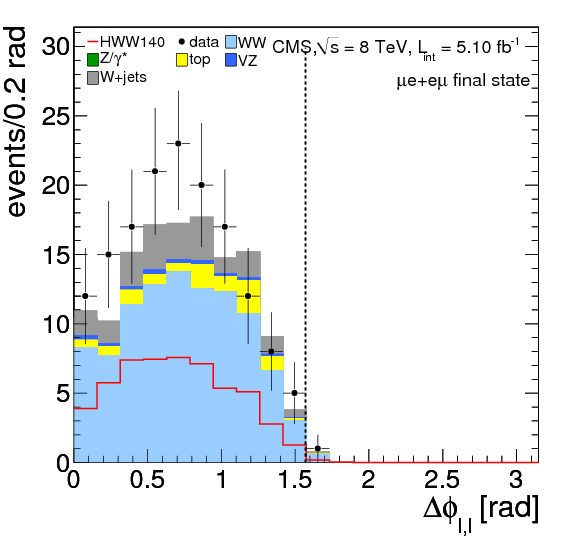 HWW140 data WW CMS,√s = 8 TeV, L_int = 5.10 fb⁻¹
Z/γ* top VZ
W+jets μe+eμ final state
events/0.2 rad
30
25
20
15
10
5
0
0 0.5 1 1.5 2 2.5 3
Δϕ_l,l [rad]